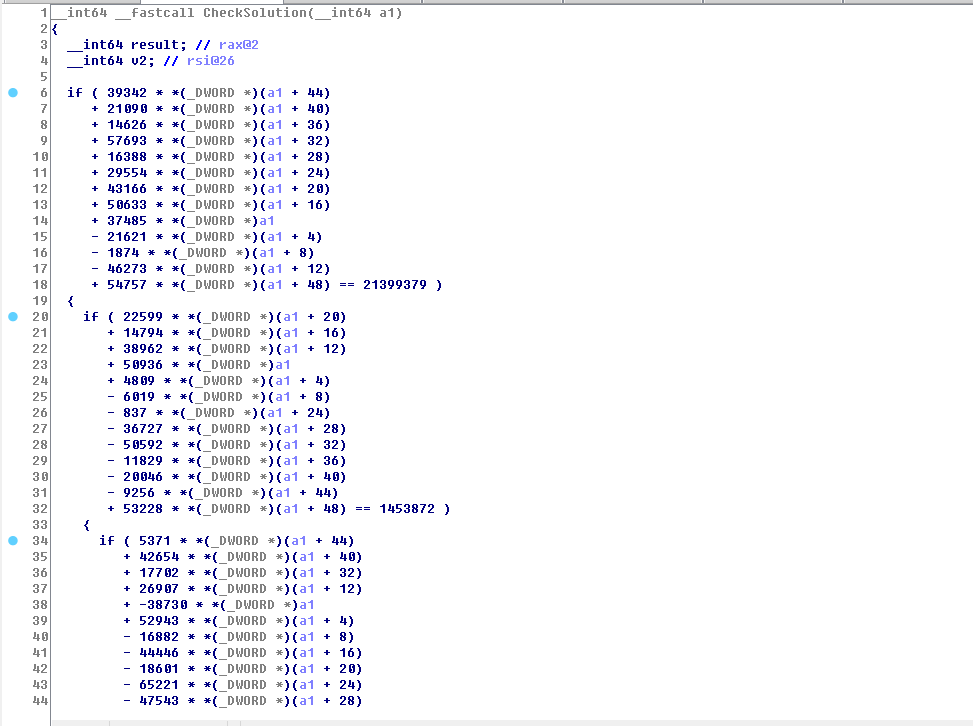 1 __int64 __fastcall CheckSolution(__int64 a1)
2 {
3 __int64 result; // rax@2
4 __int64 v2; // rsi@26
5
6 if ( 39342 * *(_DWORD *)(a1 + 44)
7 + 21090 * *(_DWORD *)(a1 + 40)
8 + 14626 * *(_DWORD *)(a1 + 36)
9 + 57693 * *(_DWORD *)(a1 + 32)
10 + 16388 * *(_DWORD *)(a1 + 28)
11 + 29554 * *(_DWORD *)(a1 + 24)
12 + 43166 * *(_DWORD *)(a1 + 20)
13 + 50633 * *(_DWORD *)(a1 + 16)
14 + 37485 * *(_DWORD *)a1
15 - 21621 * *(_DWORD *)(a1 + 4)
16 - 1874 * *(_DWORD *)(a1 + 8)
17 - 46273 * *(_DWORD *)(a1 + 12)
18 + 54757 * *(_DWORD *)(a1 + 48) == 21399379 )
19 {
20 if ( 22599 * *(_DWORD *)(a1 + 20)
21 + 14794 * *(_DWORD *)(a1 + 16)
22 + 38962 * *(_DWORD *)(a1 + 12)
23 + 50936 * *(_DWORD *)a1
24 + 4809 * *(_DWORD *)(a1 + 4)
25 - 6019 * *(_DWORD *)(a1 + 8)
26 - 837 * *(_DWORD *)(a1 + 24)
27 - 36727 * *(_DWORD *)(a1 + 28)
28 - 50592 * *(_DWORD *)(a1 + 32)
29 - 11829 * *(_DWORD *)(a1 + 36)
30 - 20046 * *(_DWORD *)(a1 + 40)
31 - 9256 * *(_DWORD *)(a1 + 44)
32 + 53228 * *(_DWORD *)(a1 + 48) == 1453872 )
33 {
34 if ( 5371 * *(_DWORD *)(a1 + 44)
35 + 42654 * *(_DWORD *)(a1 + 40)
36 + 17702 * *(_DWORD *)(a1 + 32)
37 + 26907 * *(_DWORD *)(a1 + 12)
38 + -38730 * *(_DWORD *)a1
39 + 52943 * *(_DWORD *)(a1 + 4)
40 - 16882 * *(_DWORD *)(a1 + 8)
41 - 44446 * *(_DWORD *)(a1 + 16)
42 - 18601 * *(_DWORD *)(a1 + 20)
43 - 65221 * *(_DWORD *)(a1 + 24)
44 - 47543 * *(_DWORD *)(a1 + 28)